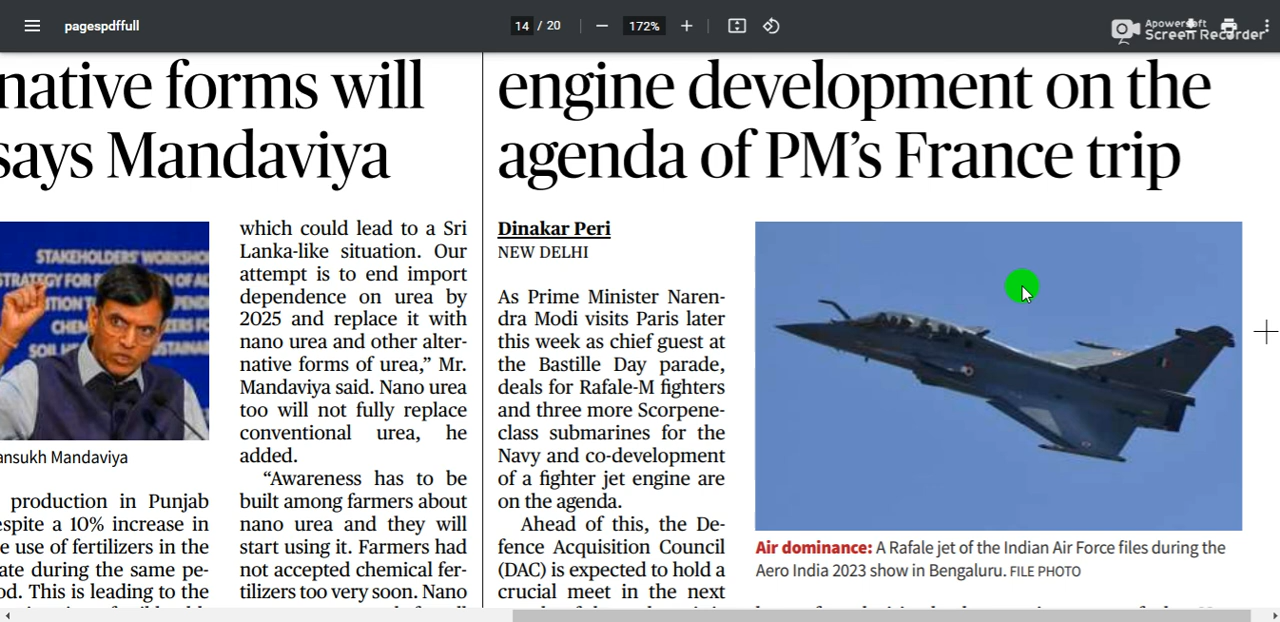 pagespdffull
14 / 20
172%
Apowersoft
Screen Recorder
native forms will
says Mandaviya
STAKEHOLDERS' WORKSHOP
ansukh Mandaviya
production in Punjab
espite a 10% increase in
e use of fertilizers in the
ate during the same pe-
od. This is leading to the
which could lead to a Sri
Lanka-like situation. Our
attempt is to end import
dependence on urea by
2025 and replace it with
nano urea and other alter-
native forms of urea,” Mr.
Mandaviya said. Nano urea
too will not fully replace
conventional urea, he
added.
“Awareness has to be
built among farmers about
nano urea and they will
start using it. Farmers had
not accepted chemical fer-
tilizers too very soon. Nano
engine development on the
agenda of PM’s France trip
Dinakar Peri
NEW DELHI
As Prime Minister Naren-
dra Modi visits Paris later
this week as chief guest at
the Bastille Day parade,
deals for Rafale-M fighters
and three more Scorpene-
class submarines for the
Navy and co-development
of a fighter jet engine are
on the agenda.
Ahead of this, the De-
fence Acquisition Council
(DAC) is expected to hold a
crucial meet in the next
Air dominance: A Rafale jet of the Indian Air Force files during the
Aero India 2023 show in Bengaluru. FILE PHOTO